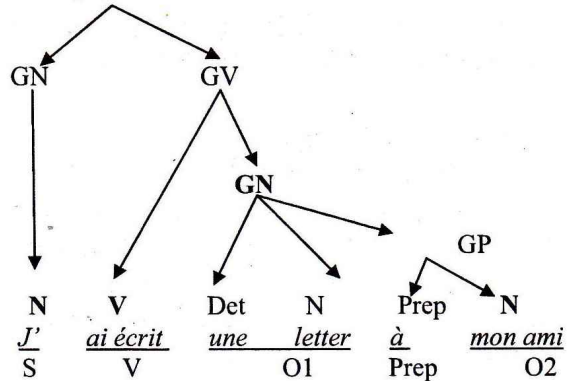 GN GV
GN
GP
N V Det N Prep N
J' ai écrit une letter à mon ami
S V O1 Prep O2